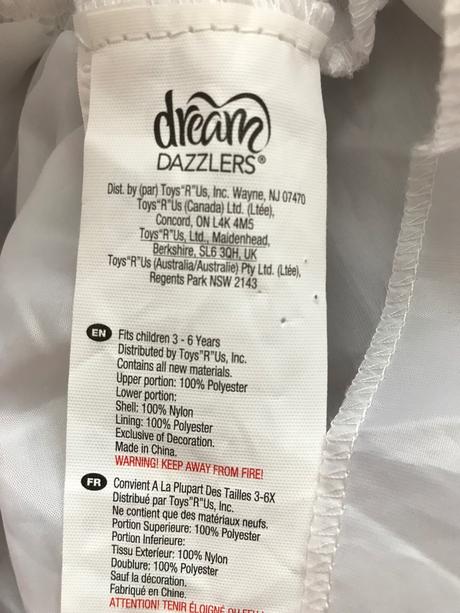 dream
DAZZLERS®
Dist. by (par) Toys"R"Us, Inc. Wayne, NJ 07470
Toys"R"Us (Canada) Ltd. (Ltée),
Concord, ON L4K 4M5
Toys"R"Us, Ltd., Maidenhead,
Berkshire, SL6 3QH, UK
Toys"R"Us (Australia/Australie) Pty Ltd. (Ltée),
Regents Park NSW 2143
EN Fits children 3 - 6 Years
Distributed by Toys"R"Us, Inc.
Contains all new materials.
Upper portion: 100% Polyester
Lower portion:
Shell: 100% Nylon
Lining: 100% Polyester
Exclusive of Decoration.
Made in China.
WARNING! KEEP AWAY FROM FIRE!
FR Convient A La Plupart Des Tailles 3-6X
Distribué par Toys"R"Us, Inc.
Ne contient que des matériaux neufs.
Portion Superieure: 100% Polyester
Portion Inferieure:
Tissu Exterieur: 100% Nylon
Doublure: 100% Polyester
Sauf la décoration.
Fabriqué en Chine.
ATTENTION! TENIR ÉLOIGNÉ DU FEU